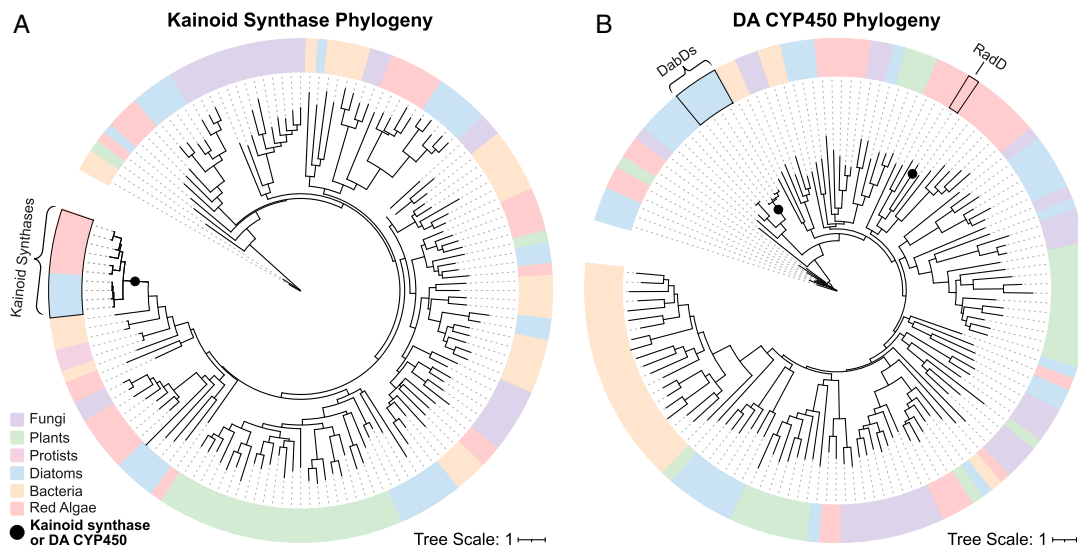 A
Kainoid Synthase Phylogeny
B
DA CYP450 Phylogeny
DabDs
RadD
Kainoid Synthases
Fungi
Plants
Protists
Diatoms
Bacteria
Red Algae
Kainoid synthase
or DA CYP450
Tree Scale: 1
Tree Scale: 1